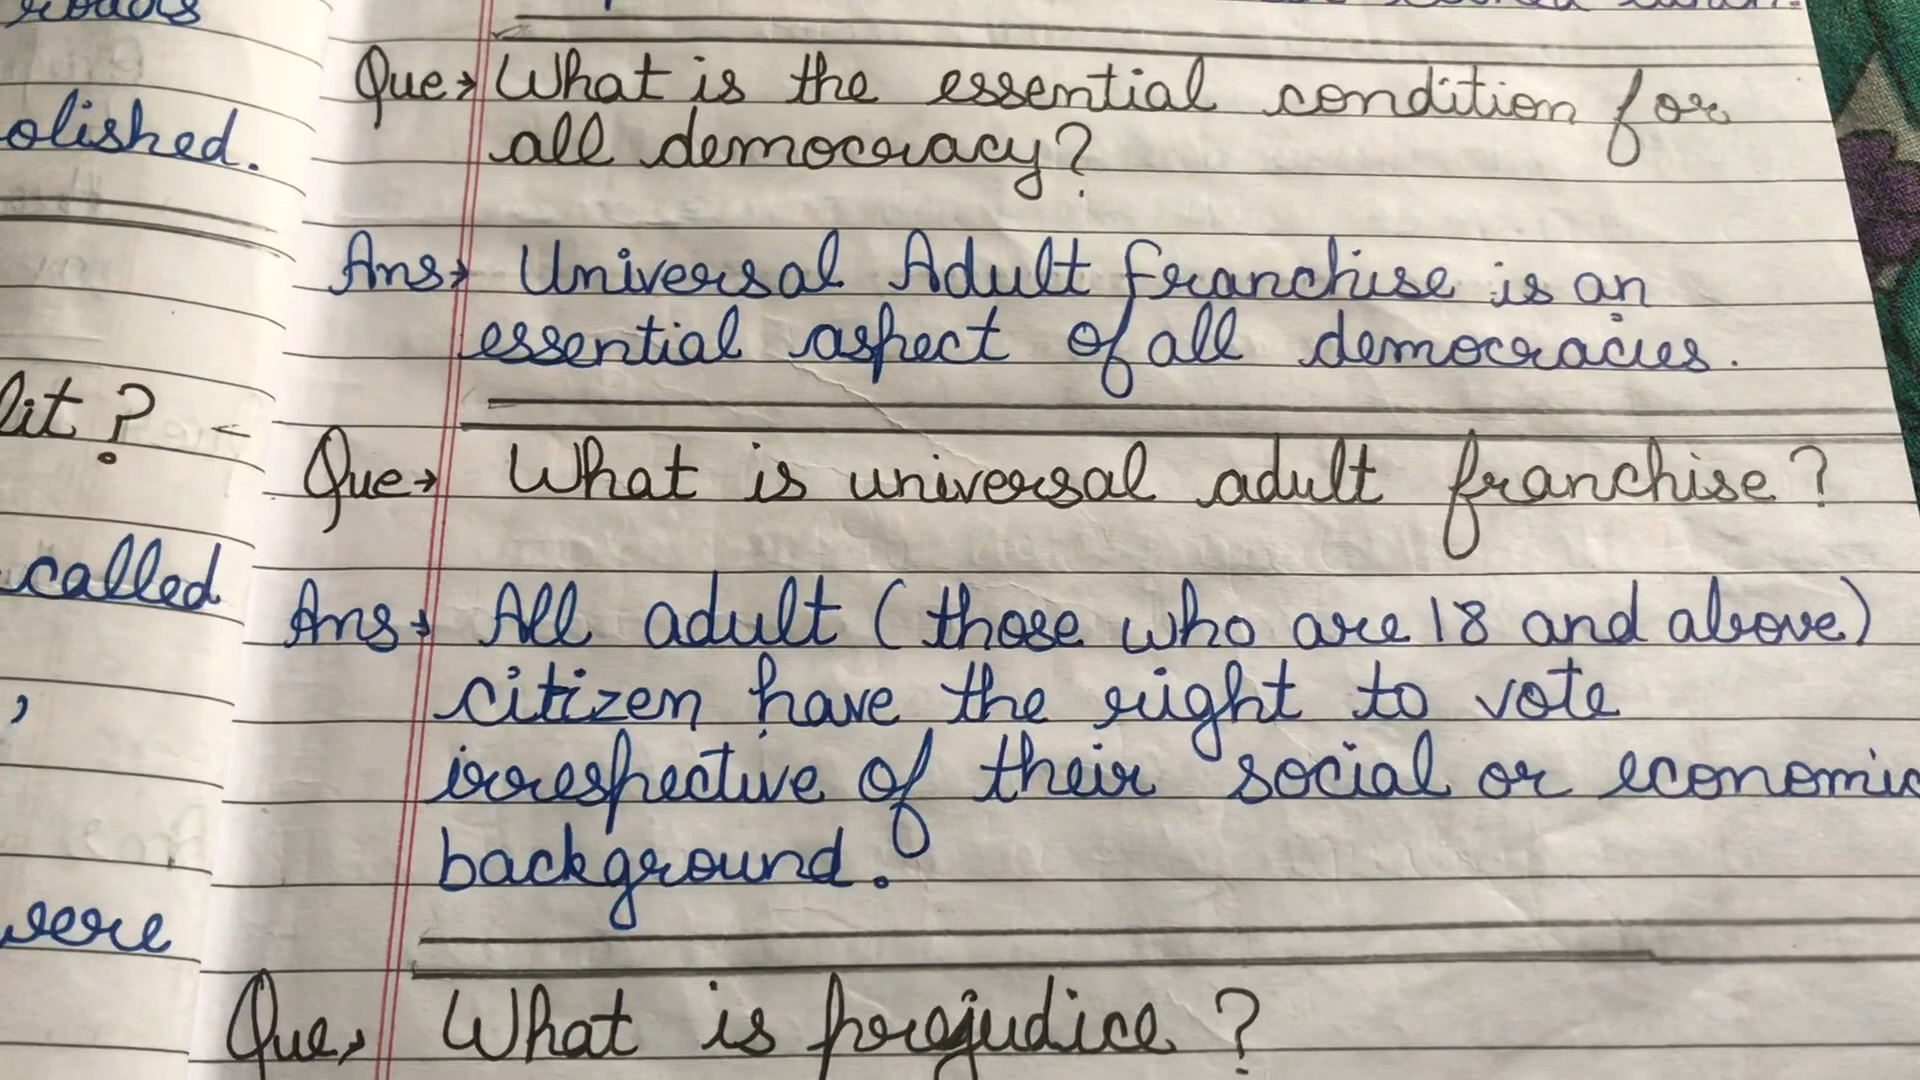 olished.
lit?
called
,
were
Que→ What is the essential condition for
all democracy?
Ans→ Universal Adult Franchise is an
essential aspect of all democracies.
Que→ What is universal adult franchise?
Ans→ All adult (those who are 18 and above)
citizen have the right to vote
irrespective of their social or economic
background.
Que→ What is prejudice?